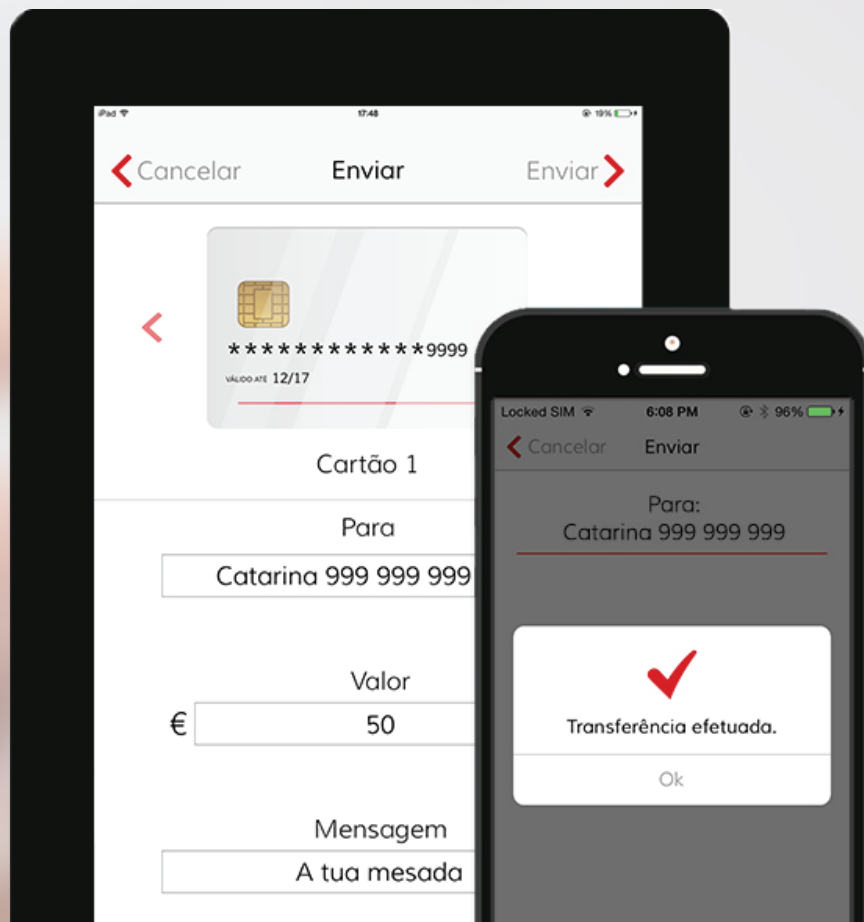 iPad 17:48 19%
Cancelar Enviar Enviar
************9999
VÁLIDO ATÉ 12/17
Cartão 1
Para
Catarina 999 999 999
Valor
€ 50
Mensagem
A tua mesada
Locked SIM 6:08 PM 96%
Cancelar Enviar
Para:
Catarina 999 999 999
Transferência efetuada.
Ok